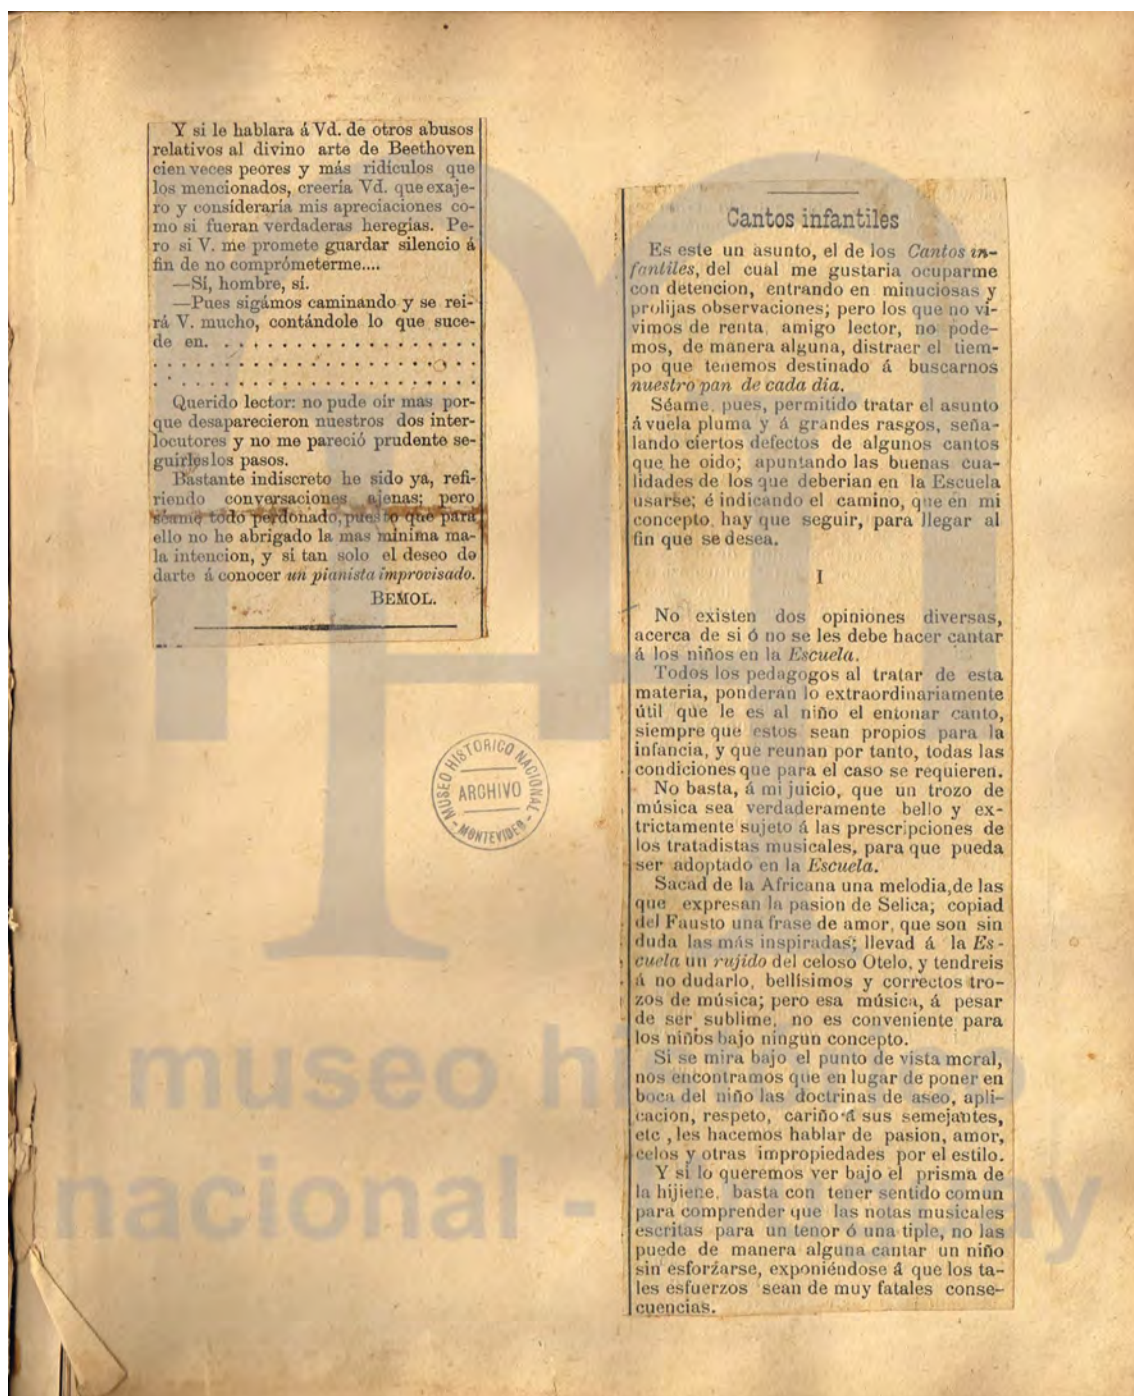 Y si le hablara á Vd. de otros abusos
relativos al divino arte de Beethoven
cien veces peores y más ridículos que
los mencionados, creería Vd. que exaje-
ro y consideraría mis apreciaciones co-
mo si fueran verdaderas heregias. Pe-
ro si V. me promete guardar silencio á
fin de no comprómeterme....
—Sí, hombre, sí.
—Pues sigámos caminando y se rei-
rá V. mucho, contándole lo que suce-
de en. . . . . . . . . . . . . . . . . .
. . . . . . . . . . . . . . . . . . . . .
. . . . . . . . . . . . . . . . . . . . .
Querido lector: no pude oir mas por-
que desaparecieron nuestros dos inter-
locutores y no me pareció prudente se-
guirles los pasos.
Bastante indiscreto he sido ya, refi-
riendo conversaciones ajenas; pero
séame todo perdonado, puesto que para
ello no he abrigado la mas mínima ma-
la intencion, y si tan solo el deseo de
darte á conocer un pianista improvisado.
BEMOL.
Cantos infantiles
Es este un asunto, el de los Cantos in-
fantiles, del cual me gustaria ocuparme
con detencion, entrando en minuciosas y
prolijas observaciones; pero los que no vi-
vimos de renta, amigo lector, no pode-
mos, de manera alguna, distraer el tiem-
po que tenemos destinado á buscarnos
nuestro pan de cada dia.
Séame, pues, permitido tratar el asunto
á vuela pluma y á grandes rasgos, seña-
lando ciertos defectos de algunos cantos
que he oido; apuntando las buenas cua-
lidades de los que deberian en la Escuela
usarse; é indicando el camino, que en mi
concepto hay que seguir, para llegar al
fin que se desea.
I
No existen dos opiniones diversas,
acerca de si ó no se les debe hacer cantar
á los niños en la Escuela.
Todos los pedagogos al tratar de esta
materia, ponderan lo extraordinariamente
útil que le es al niño el entonar canto,
siempre que estos sean propios para la
infancia, y que reunan por tanto, todas las
condiciones que para el caso se requieren.
No basta, á mi juicio, que un trozo de
música sea verdaderamente bello y ex-
trictamente sujeto á las prescripciones de
los tratadistas musicales, para que pueda
ser adoptado en la Escuela.
Sacad de la Africana una melodia, de las
que expresan la pasion de Selica; copiad
del Fausto una frase de amor, que son sin
duda las más inspiradas; llevad á la Es-
cuela un rujido del celoso Otelo, y tendreis
á no dudarlo, bellísimos y correctos tro-
zos de música; pero esa música, á pesar
de ser sublime, no es conveniente para
los niños bajo ningun concepto.
Si se mira bajo el punto de vista moral,
nos encontramos que en lugar de poner en
boca del niño las doctrinas de aseo, apli-
cacion, respeto, cariño á sus semejantes,
etc , les hacemos hablar de pasion, amor,
celos y otras impropiedades por el estilo.
Y si lo queremos ver bajo el prisma de
la hijiene, basta con tener sentido comun
para comprender que las notas musicales
escritas para un tenor ó una tiple, no las
puede de manera alguna cantar un niño
sin esforzarse, exponiéndose á que los ta-
les esfuerzos sean de muy fatales conse-
cuencias.
MUSEO HISTORICO NACIONAL
ARCHIVO
- MONTEVIDEO -
museo h
nacional - ay